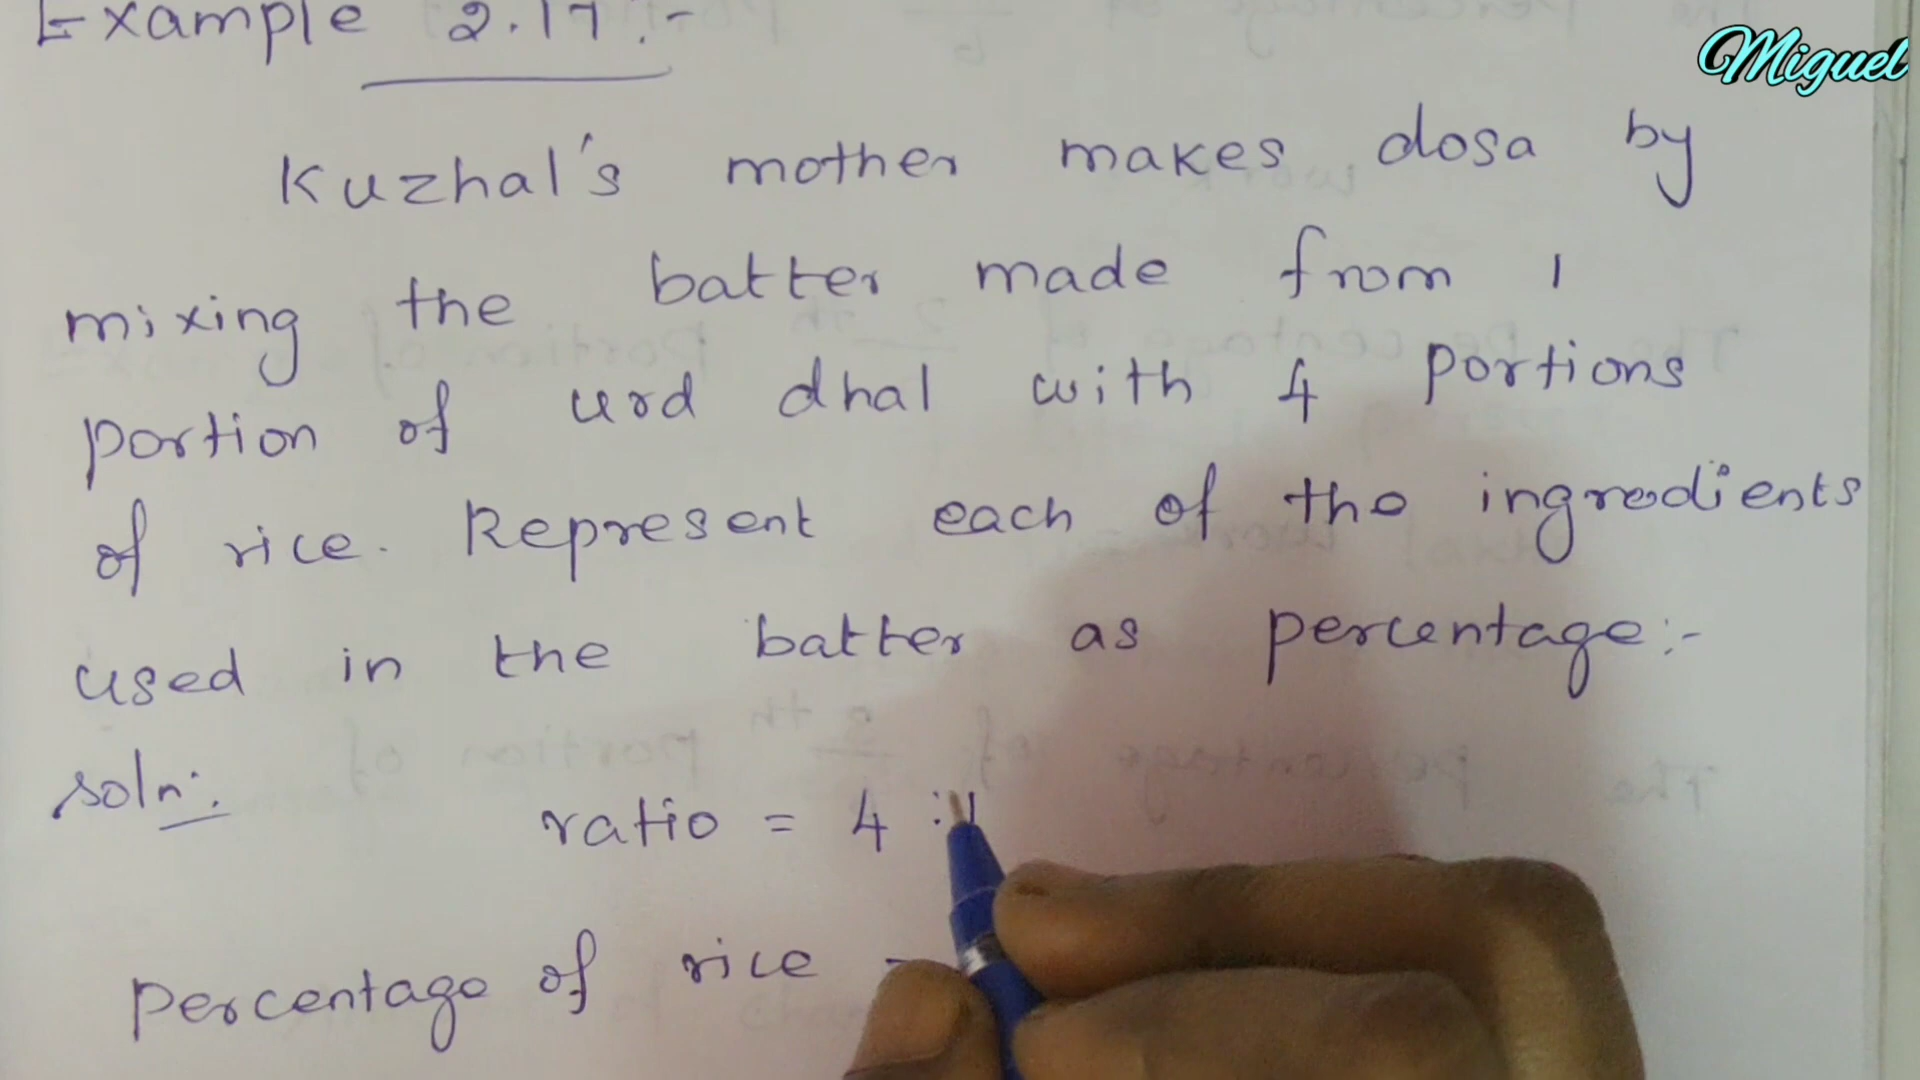 Example 2.17:-
Miguel
Kuzhal's mother makes dosa by
mixing the batter made from 1
portion of urd dhal with 4 portions
of rice. Represent each of the ingredients
used in the batter as percentage:-
soln:
ratio = 4 : 1
percentage of rice